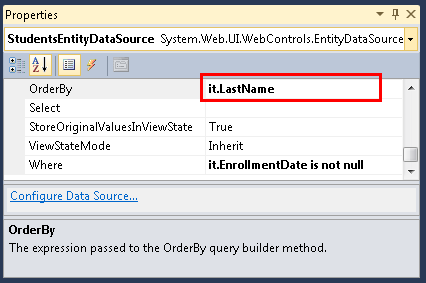 Properties
StudentsEntityDataSource System.Web.UI.WebControls.EntityDataSource
OrderBy it.LastName
Select
StoreOriginalValuesInViewState True
ViewStateMode Inherit
Where it.EnrollmentDate is not null
Configure Data Source...
OrderBy
The expression passed to the OrderBy query builder method.